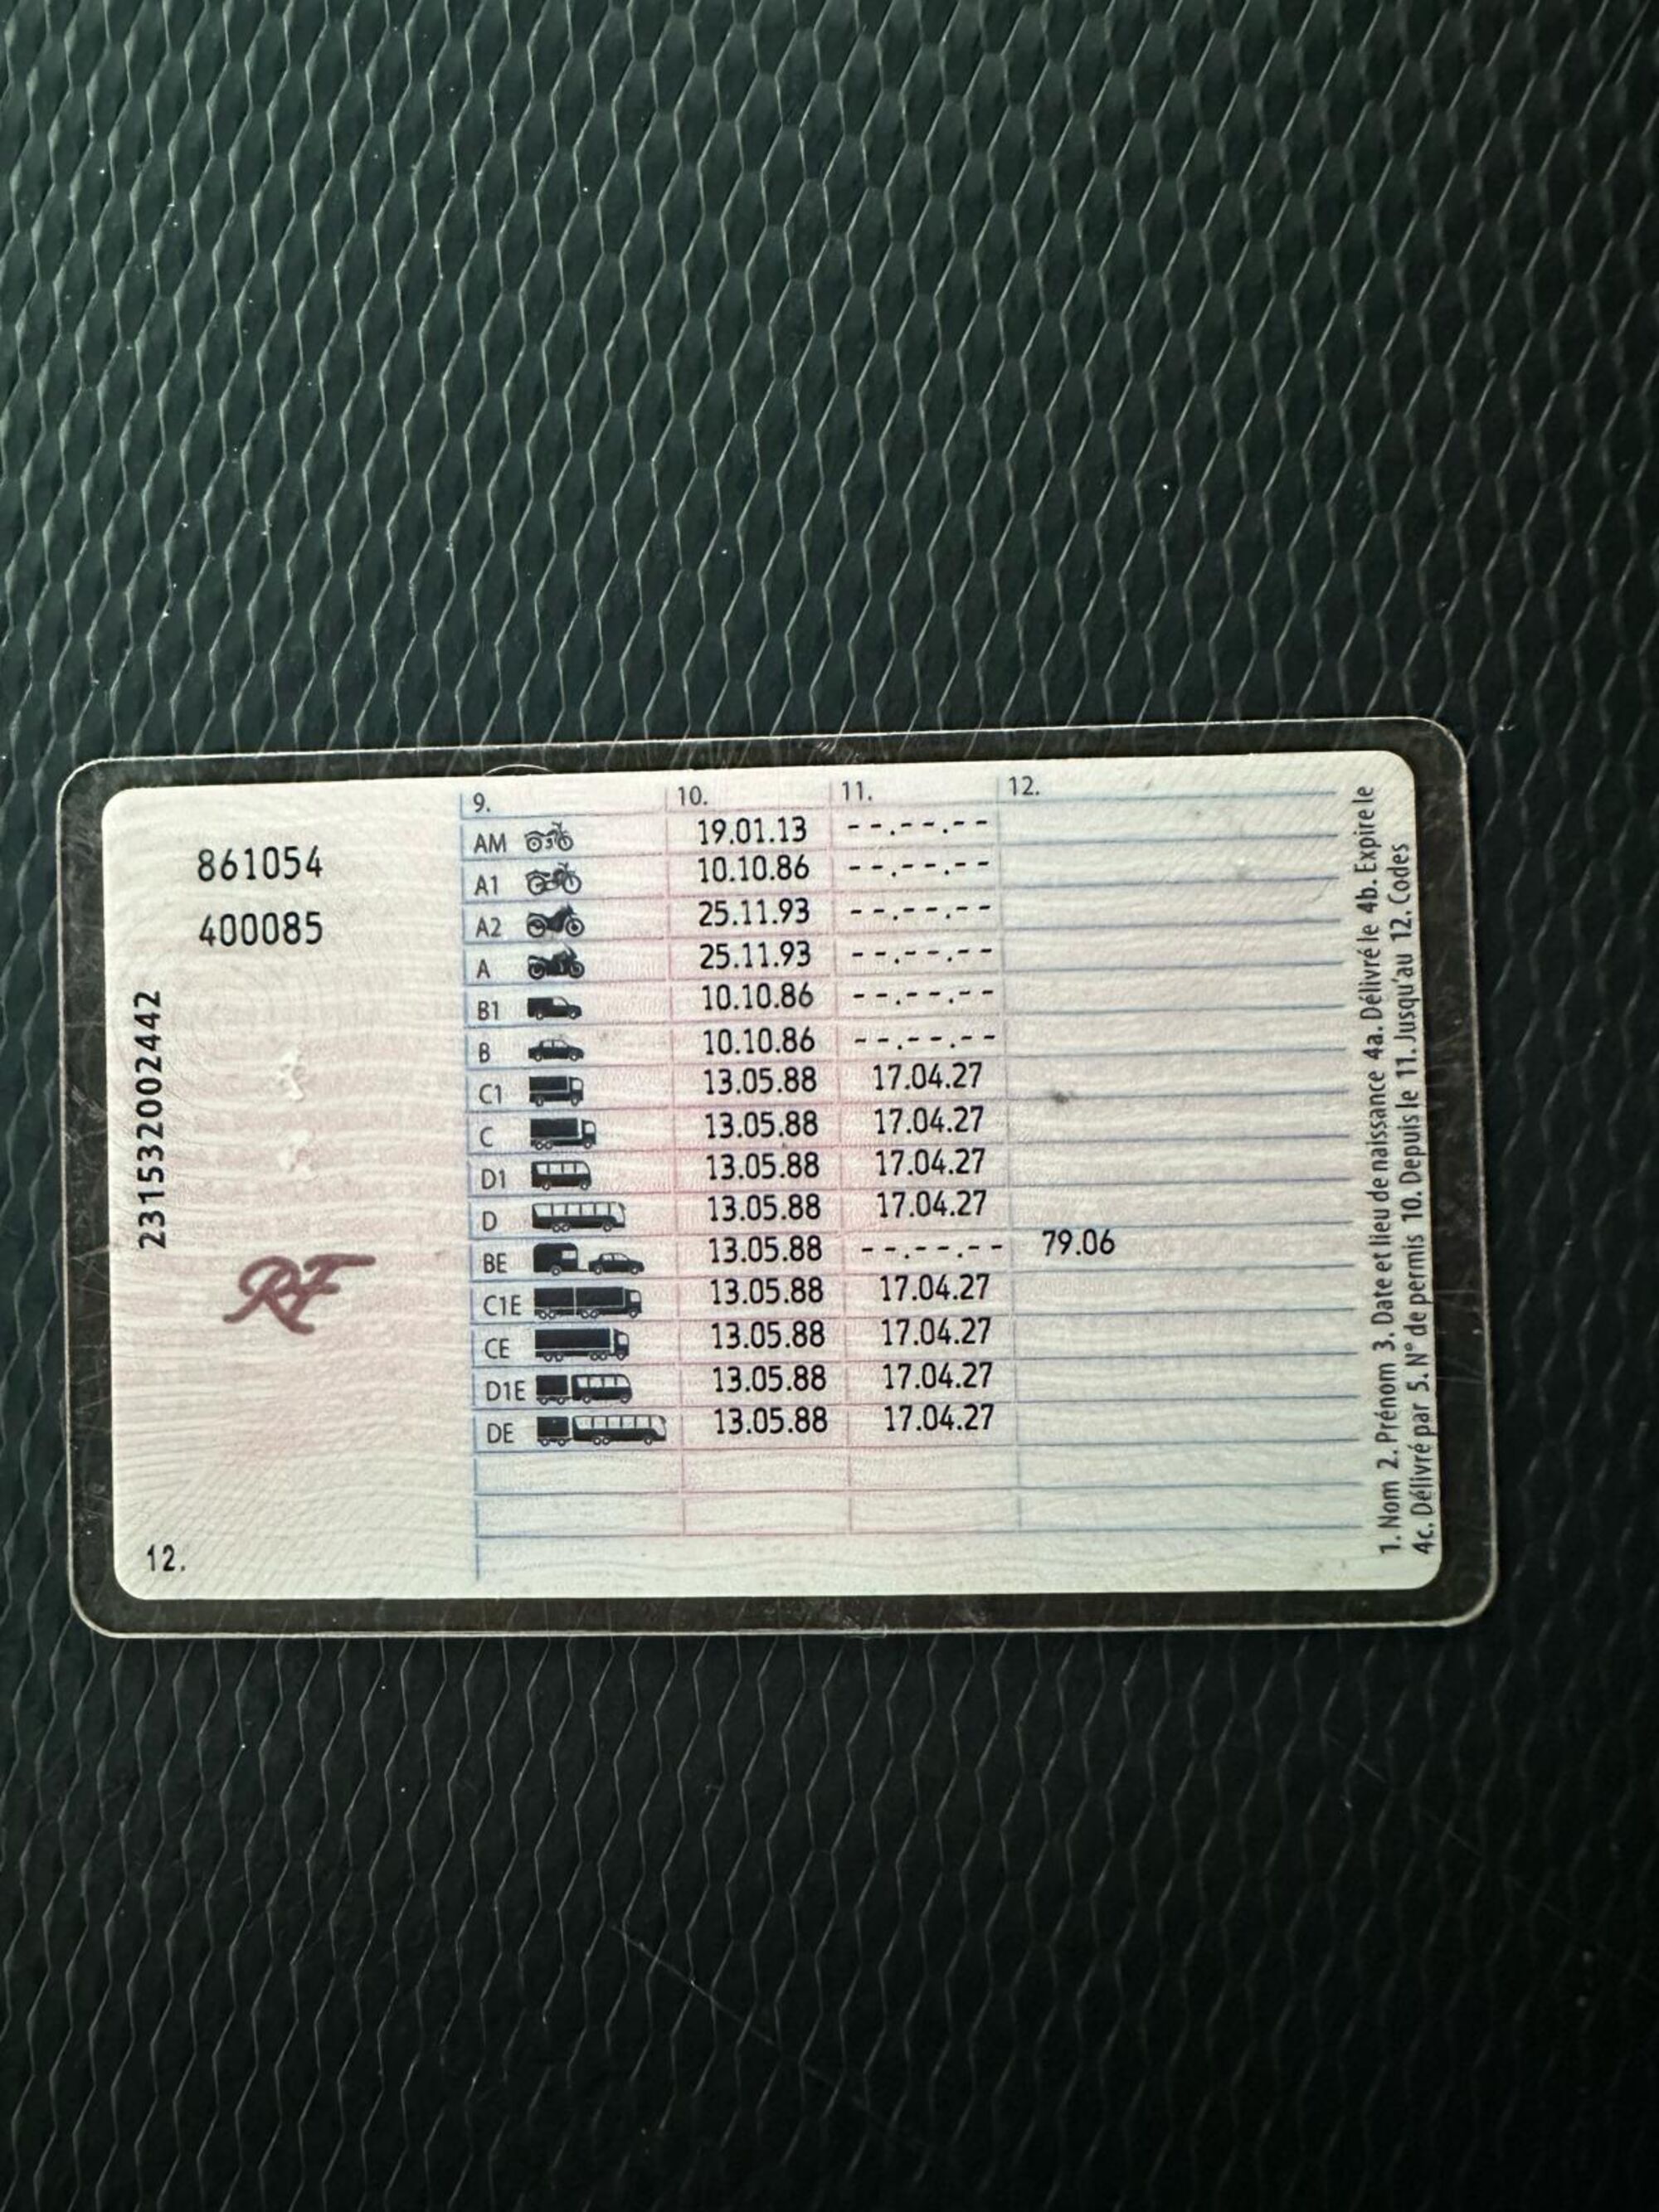 861054
400085
231532002442
RF
12.
9. 10. 11. 12.
AM 19.01.13 --.--.--
A1 10.10.86 --.--.--
A2 25.11.93 --.--.--
A 25.11.93 --.--.--
B1 10.10.86 --.--.--
B 10.10.86 --.--.--
C1 13.05.88 17.04.27
C 13.05.88 17.04.27
D1 13.05.88 17.04.27
D 13.05.88 17.04.27
BE 13.05.88 --.--.-- 79.06
C1E 13.05.88 17.04.27
CE 13.05.88 17.04.27
D1E 13.05.88 17.04.27
DE 13.05.88 17.04.27
1. Nom 2. Prénom 3. Date et lieu de naissance 4a. Délivré le 4b. Expire le
4c. Délivré par 5. N° de permis 10. Depuis le 11. Jusqu'au 12. Codes